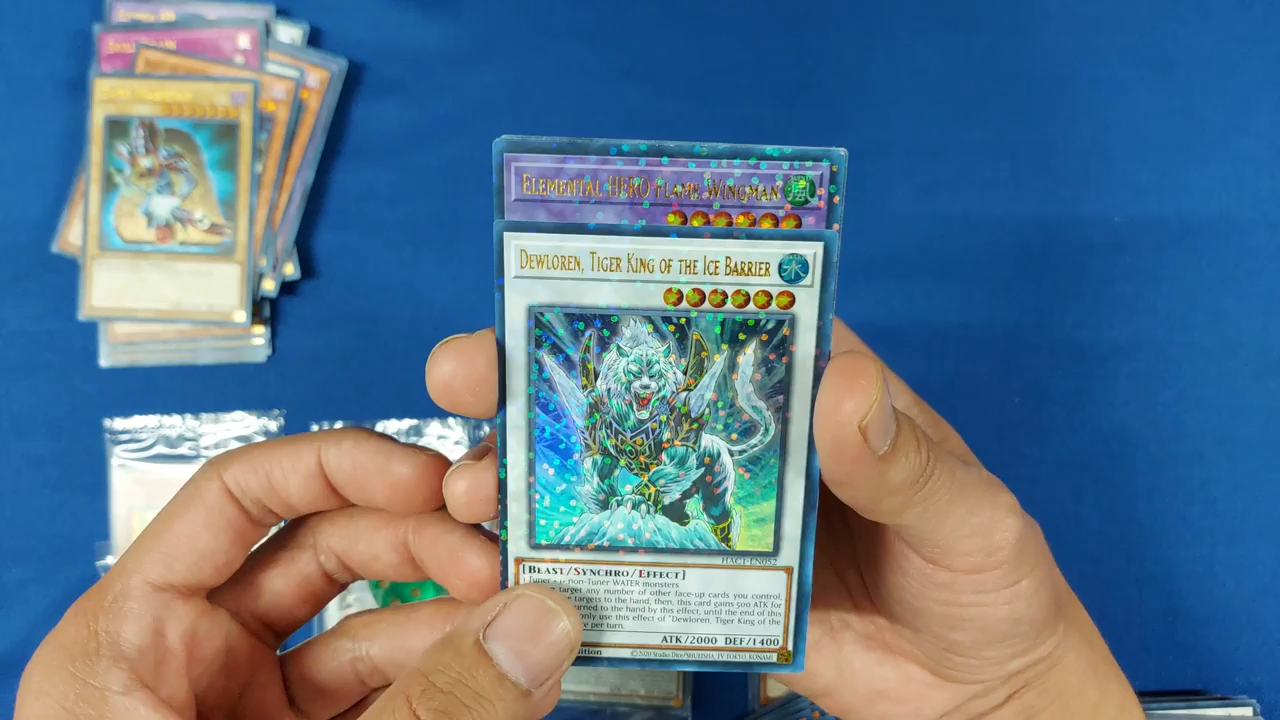 ELEMENTAL HERO FLAME WINGMAN
DEWLOREN, TIGER KING OF THE ICE BARRIER
水
HAC1-EN052
[BEAST/SYNCHRO/EFFECT]
1 Tuner + 1+ non-Tuner WATER monsters
target any number of other face-up cards you control;
targets to the hand, then, this card gains 500 ATK for
to the hand by this effect, until the end of this
only use this effect of "Dewloren, Tiger King of the
per turn.
ATK/2000 DEF/1400
©2020 Studio Dice/SHUEISHA, TV TOKYO, KONAMI